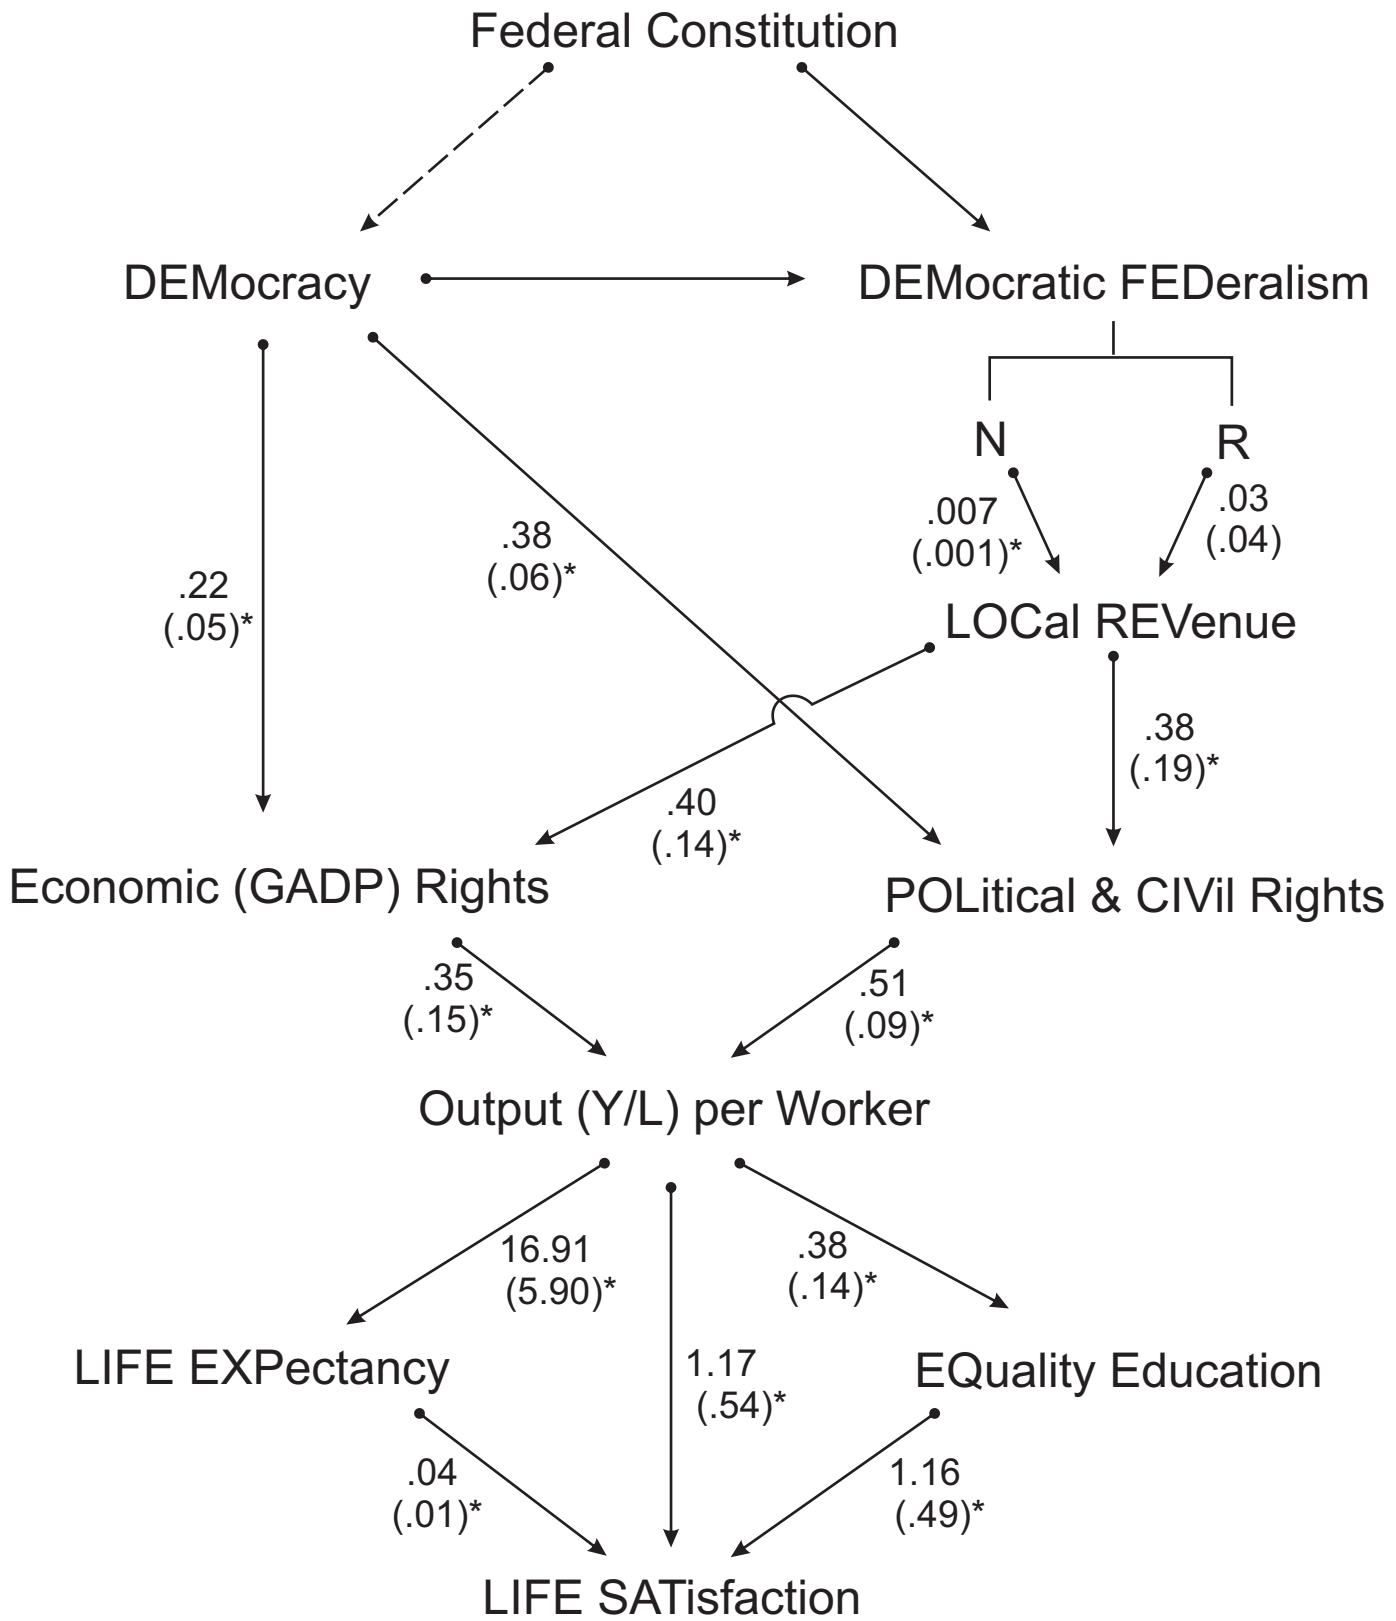 Federal Constitution
DEMocracy
DEMocratic FEDeralism
N
R
.007
(.001)*
.03
(.04)
.38
(.06)*
.22
(.05)*
LOCal REVenue
.38
(.19)*
.40
(.14)*
Economic (GADP) Rights
POLitical & CIVil Rights
.35
(.15)*
.51
(.09)*
Output (Y/L) per Worker
16.91
(5.90)*
.38
(.14)*
1.17
(.54)*
LIFE EXPectancy
EQuality Education
.04
(.01)*
1.16
(.49)*
LIFE SATisfaction